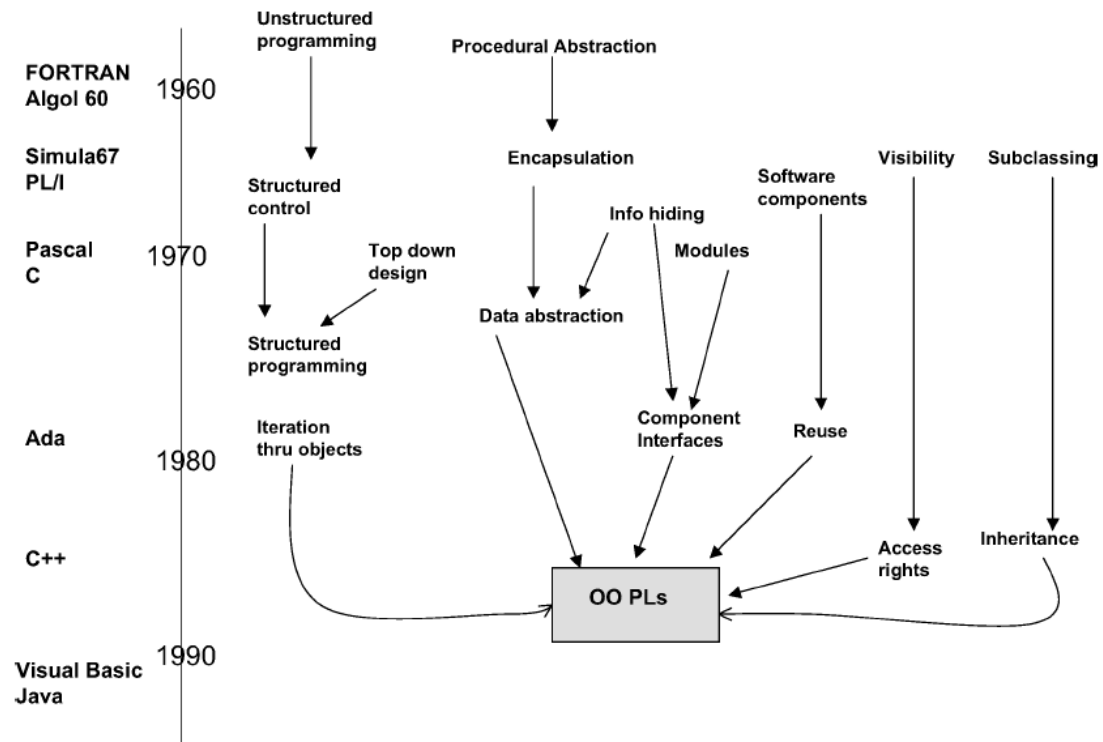 Unstructured
programming
Procedural Abstraction
FORTRAN
Algol 60
1960
Simula67
PL/I
Encapsulation
Visibility
Subclassing
Structured
control
Software
components
Info hiding
Pascal
C
1970
Top down
design
Modules
Data abstraction
Structured
programming
Ada
Iteration
thru objects
Component
Interfaces
Reuse
1980
C++
Access
rights
Inheritance
OO PLs
1990
Visual Basic
Java